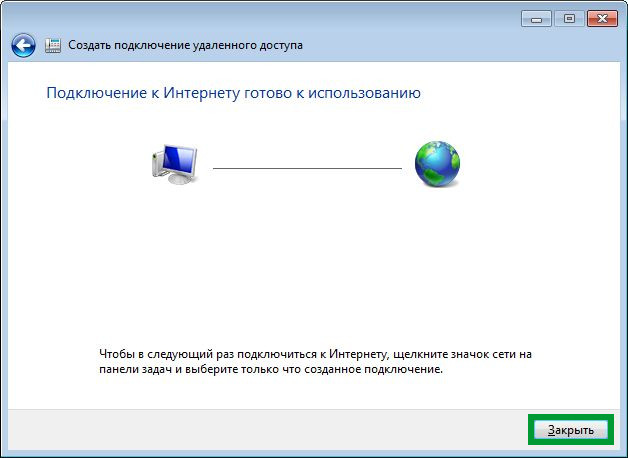 Создать подключение удаленного доступа
Подключение к Интернету готово к использованию
Чтобы в следующий раз подключиться к Интернету, щелкните значок сети на
панели задач и выберите только что созданное подключение.
Закрыть